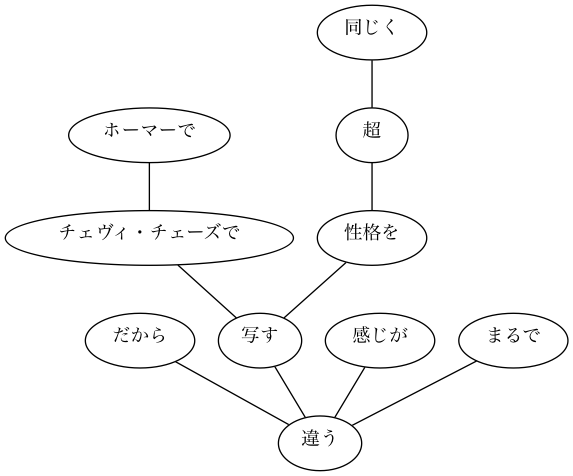 同じく
ホーマーで
超
チェヴィ・チェーズで
性格を
だから
写す
感じが
まるで
違う